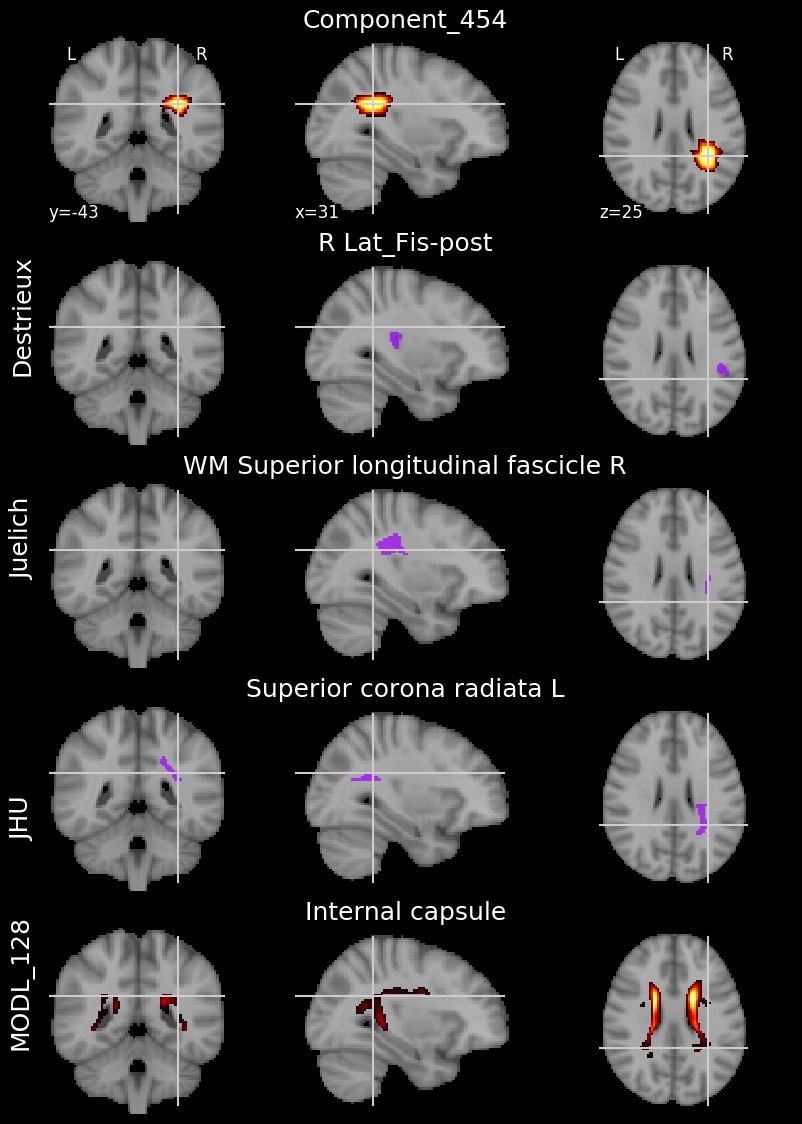 Component_454
L R L R
y=-43 x=31 z=25
R Lat_Fis-post
Destrieux
WM Superior longitudinal fascicle R
Juelich
Superior corona radiata L
JHU
Internal capsule
MODL_128